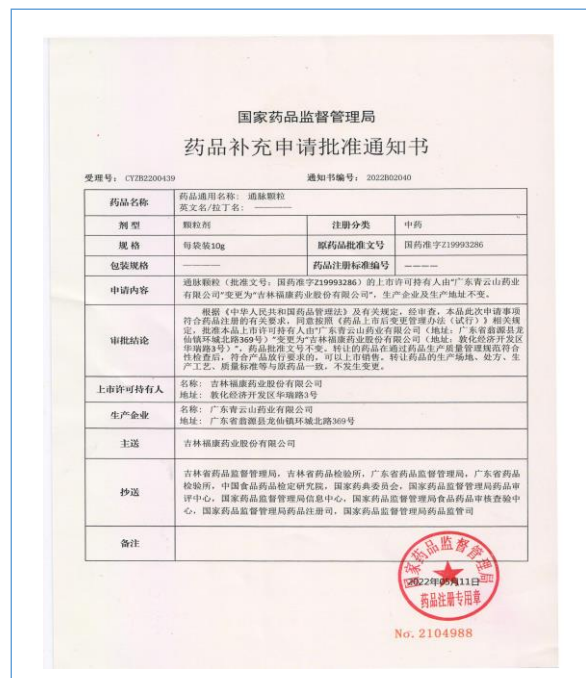 国家药品监督管理局
药品补充申请批准通知书
受理号: CYZB2200439 通知书编号: 2022B02040
药品名称 药品通用名称: 通脉颗粒
英文名/拉丁名: ————
剂 型 颗粒剂 注册分类 中药
规 格 每袋装10g 原药品批准文号 国药准字Z19993286
包装规格 ———— 药品注册标准编号 ————
申请内容 通脉颗粒(批准文号: 国药准字Z19993286)的上市许可持有人由"广东青云山药业
有限公司"变更为"吉林福康药业股份有限公司", 生产企业及生产地址不变。
根据《中华人民共和国药品管理法》及有关规定, 经审查, 本品此次申请事项
符合药品注册的有关要求, 同意按照《药品上市后变更管理办法(试行)》相关规
定, 批准本品上市许可持有人由"广东青云山药业有限公司(地址: 广东省翁源县龙
审批结论 仙镇环城北路369号)"变更为"吉林福康药业股份有限公司(地址: 敦化经济开发区
华瑞路3号)"。药品批准文号不变。转让的药品在通过药品生产质量管理规范符合
性检查后, 符合产品放行要求的, 可以上市销售。转让药品的生产场地、处方、生
产工艺、质量标准等与原药品一致, 不发生变更。
上市许可持有人 名称: 吉林福康药业股份有限公司
地址: 敦化经济开发区华瑞路3号
生产企业 名称: 广东青云山药业有限公司
地址: 广东省翁源县龙仙镇环城北路369号
主送 吉林福康药业股份有限公司
吉林省药品监督管理局, 吉林省药品检验所, 广东省药品监督管理局, 广东省药品
检验所, 中国食品药品检定研究院, 国家药典委员会, 国家药品监督管理局药品审
抄送 评中心, 国家药品监督管理局信息中心, 国家药品监督管理局食品药品审核查验中
心, 国家药品监督管理局药品注册司, 国家药品监督管理局药品监管司
备注
国家药品监督管理局
2022年05月11日
药品注册专用章
No. 2104988